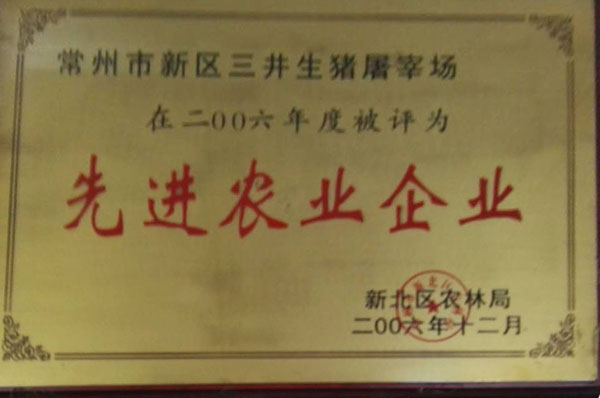 常州市新区三井生猪屠宰场
在二00六年度被评为
先进农业企业
新北区农林局
二00六年十二月